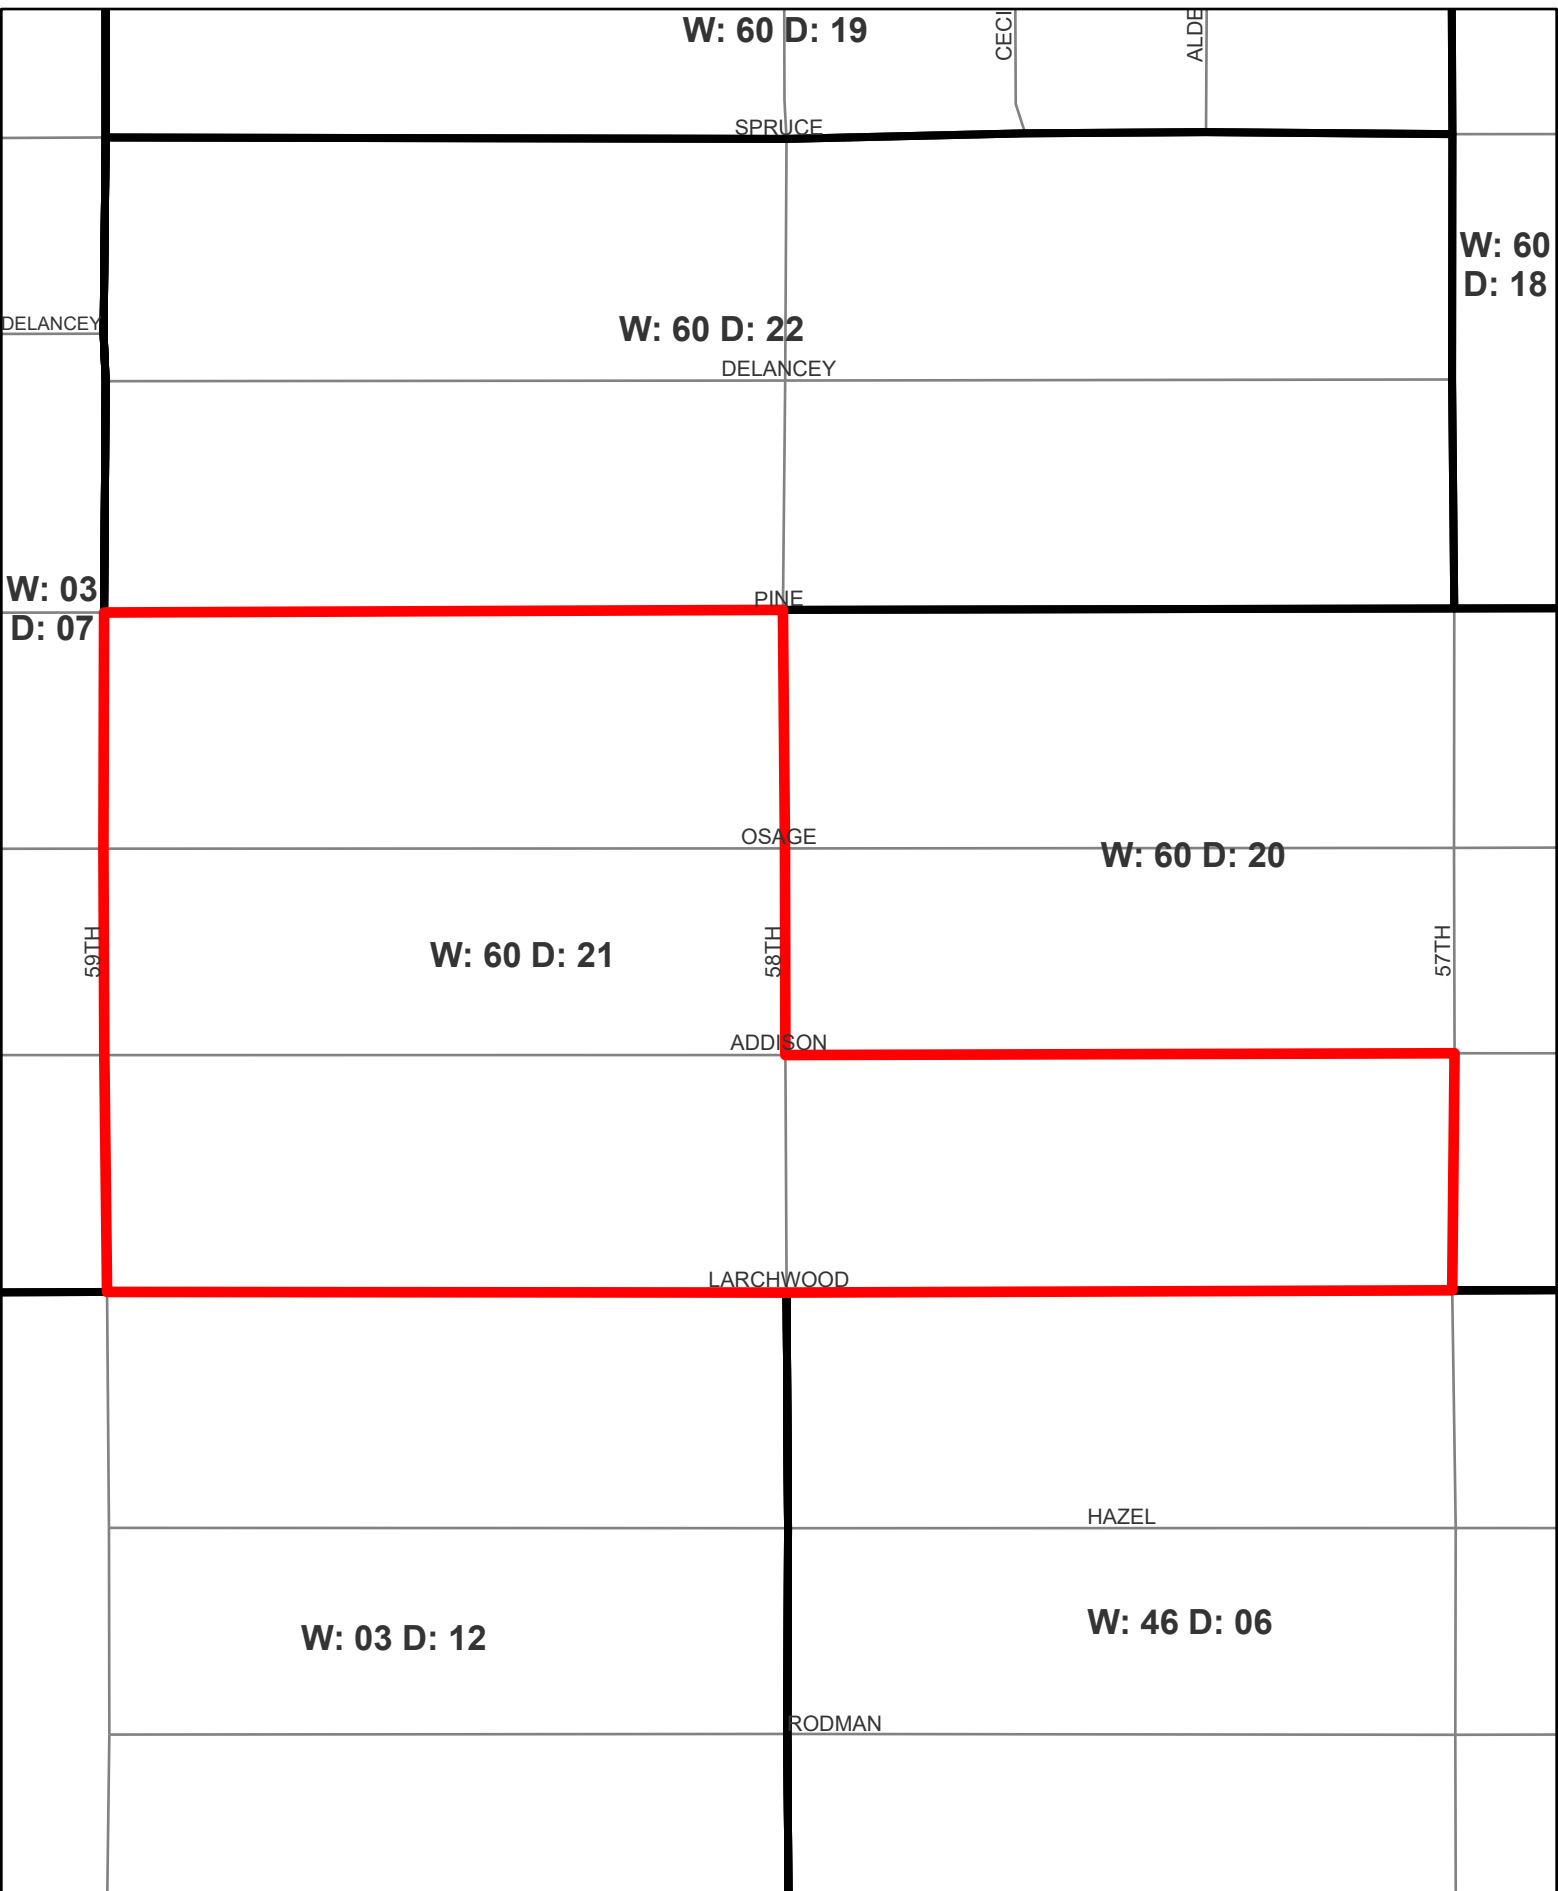 W: 60 D: 19
CECI
ALDE
SPRUCE
W: 60
D: 18
DELANCEY
W: 60 D: 22
DELANCEY
W: 03
D: 07
PINE
OSAGE
W: 60 D: 20
59TH
W: 60 D: 21
58TH
57TH
ADDISON
LARCHWOOD
HAZEL
W: 03 D: 12
W: 46 D: 06
RODMAN